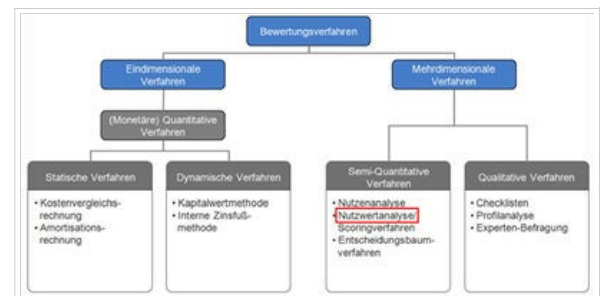 Bewertungsverfahren
Eindimensionale
Verfahren
Mehrdimensionale
Verfahren
(Monetäre) Quantitative
Verfahren
Statische Verfahren
• Kostenvergleichs-
rechnung
• Amortisations-
rechnung
Dynamische Verfahren
• Kapitalwertmethode
• Interne Zinsfuß-
methode
Semi-Quantitative
Verfahren
• Nutzenanalyse
• Nutzwertanalyse/
Scoringverfahren
• Entscheidungsbaum-
verfahren
Qualitative Verfahren
• Checklisten
• Profilanalyse
• Experten-Befragung